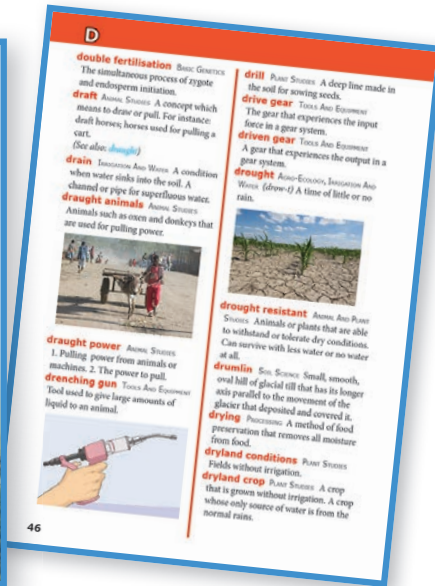 D
double fertilisation Basic Genetics
The simultaneous process of zygote
and endosperm initiation.
draft Animal Studies A concept which
means to draw or pull. For instance:
draft horses; horses used for pulling a
cart.
(See also: draught)
drain Irrigation And Water A condition
when water sinks into the soil. A
channel or pipe for superfluous water.
draught animals Animal Studies
Animals such as oxen and donkeys that
are used for pulling power.
draught power Animal Studies
1. Pulling power from animals or
machines. 2. The power to pull.
drenching gun Tools And Equipment
Tool used to give large amounts of
liquid to an animal.
drill Plant Studies A deep line made in
the soil for sowing seeds.
drive gear Tools And Equipment
The gear that experiences the input
force in a gear system.
driven gear Tools And Equipment
A gear that experiences the output in a
gear system.
drought Agro-Ecology, Irrigation And
Water (drow-t) A time of little or no
rain.
drought resistant Animal And Plant
Studies Animals or plants that are able
to withstand or tolerate dry conditions.
Can survive with less water or no water
at all.
drumlin Soil Science Small, smooth,
oval hill of glacial till that has its longer
axis parallel to the movement of the
glacier that deposited and covered it.
drying Processing A method of food
preservation that removes all moisture
from food.
dryland conditions Plant Studies
Fields without irrigation.
dryland crop Plant Studies A crop
that is grown without irrigation. A crop
whose only source of water is from the
normal rains.
46